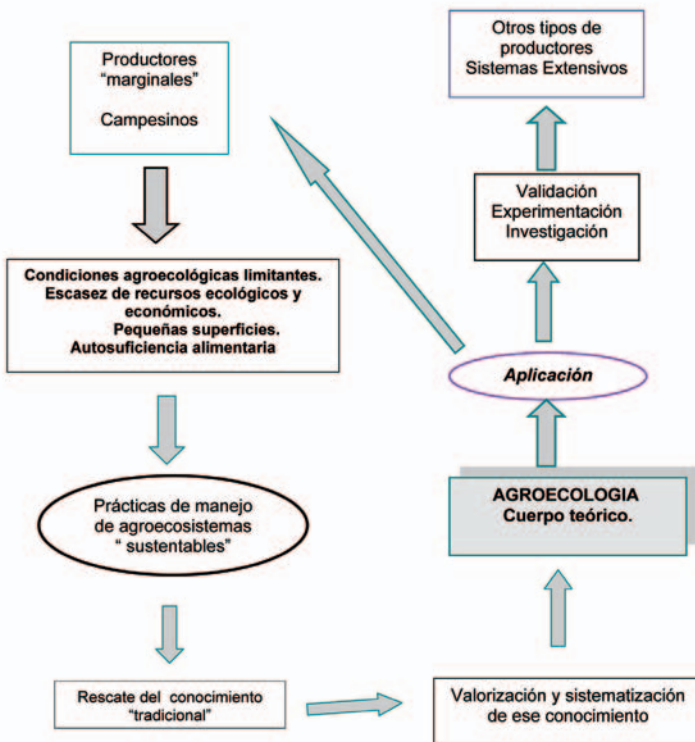 Productores
“marginales”
Campesinos
Condiciones agroecológicas limitantes.
Escasez de recursos ecológicos y
económicos.
Pequeñas superficies.
Autosuficiencia alimentaria
Prácticas de manejo
de agroecosistemas
“ sustentables”
Rescate del conocimiento
“tradicional”
Valorización y sistematización
de ese conocimiento
AGROECOLOGIA
Cuerpo teórico.
Aplicación
Validación
Experimentación
Investigación
Otros tipos de
productores
Sistemas Extensivos